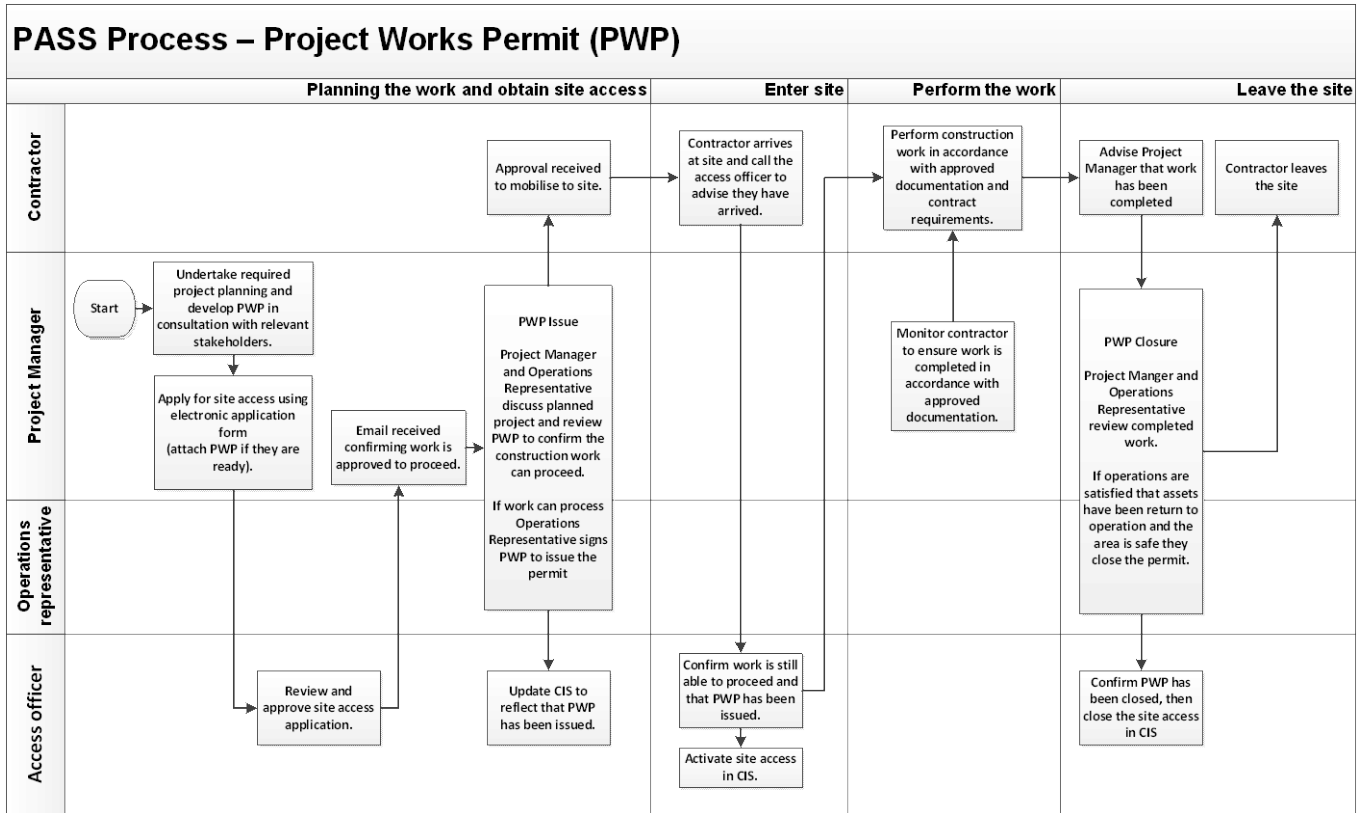 PASS Process – Project Works Permit (PWP)
Planning the work and obtain site access
Enter site
Perform the work
Leave the site
Contractor
Approval received
to mobilise to site.
Contractor arrives
at site and call the
access officer to
advise they have
arrived.
Perform construction
work in accordance
with approved
documentation and
contract
requirements.
Advise Project
Manager that work
has been
completed
Contractor leaves
the site
Project Manager
Start
Undertake required
project planning and
develop PWP in
consultation with relevant
stakeholders.
Apply for site access using
electronic application
form
(attach PWP if they are
ready).
Email received
confirming work is
approved to proceed.
PWP Issue
Project Manager
and Operations
Representative
discuss planned
project and review
PWP to confirm the
construction work
can proceed.
If work can process
Operations
Representative signs
PWP to issue the
permit
Monitor contractor
to ensure work is
completed in
accordance with
approved
documentation.
PWP Closure
Project Manger and
Operations
Representative
review completed
work.
If operations are
satisfied that assets
have been return to
operation and the
area is safe they
close the permit.
Operations
representative
Access officer
Review and
approve site access
application.
Update CIS to
reflect that PWP
has been issued.
Confirm work is still
able to proceed and
that PWP has been
issued.
Activate site access
in CIS.
Confirm PWP has
been closed, then
close the site access
in CIS